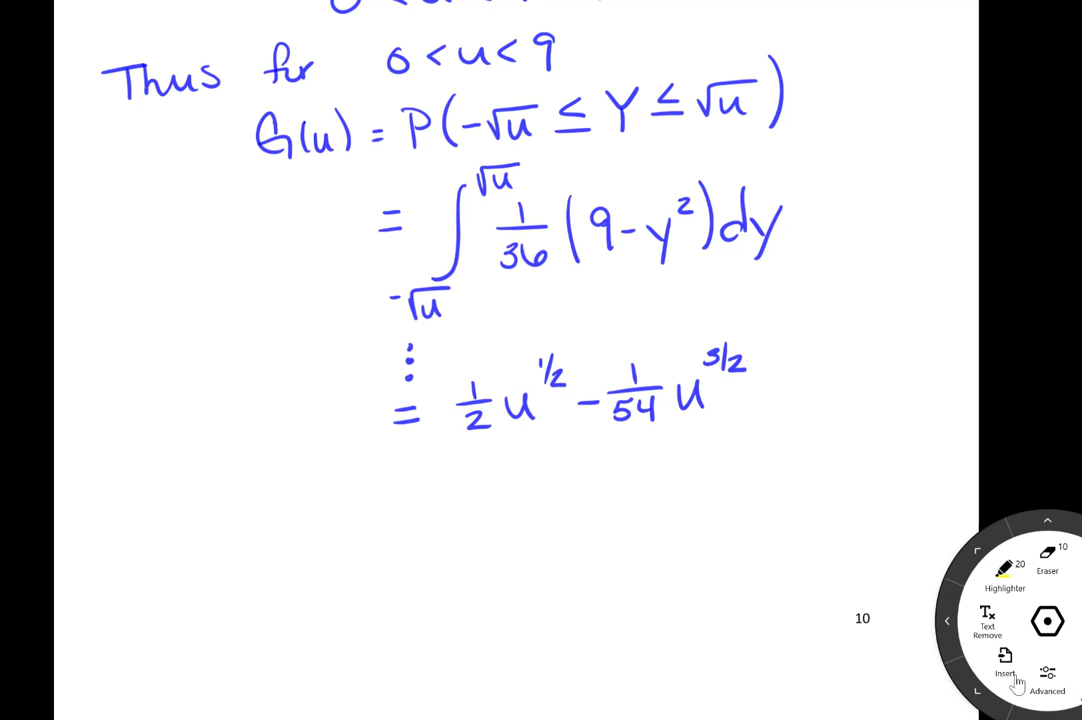 Thus for 0 < u < 9
G(u) = P(-√u ≤ Y ≤ √u)
= ∫_{-√u}^{√u} 1/36 (9 - y²) dy
⋮
= 1/2 u^{1/2} - 1/54 u^{3/2}
10
Eraser
20
Highlighter
Tx
Text
Remove
Insert
Advanced
10